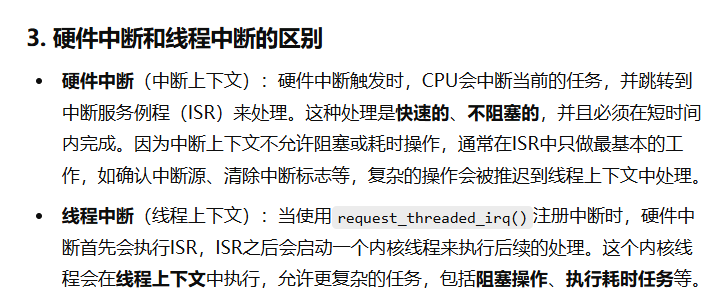 3. 硬件中断和线程中断的区别
• 硬件中断（中断上下文）：硬件中断触发时，CPU会中断当前的任务，并跳转到
中断服务例程（ISR）来处理。这种处理是快速的、不阻塞的，并且必须在短时间
内完成。因为中断上下文不允许阻塞或耗时操作，通常在ISR中只做最基本的工
作，如确认中断源、清除中断标志等，复杂的操作会被推迟到线程上下文中处理。
• 线程中断（线程上下文）：当使用 request_threaded_irq() 注册中断时，硬件中
断首先会执行ISR，ISR之后会启动一个内核线程来执行后续的处理。这个内核线
程会在线程上下文中执行，允许更复杂的任务，包括阻塞操作、执行耗时任务等。